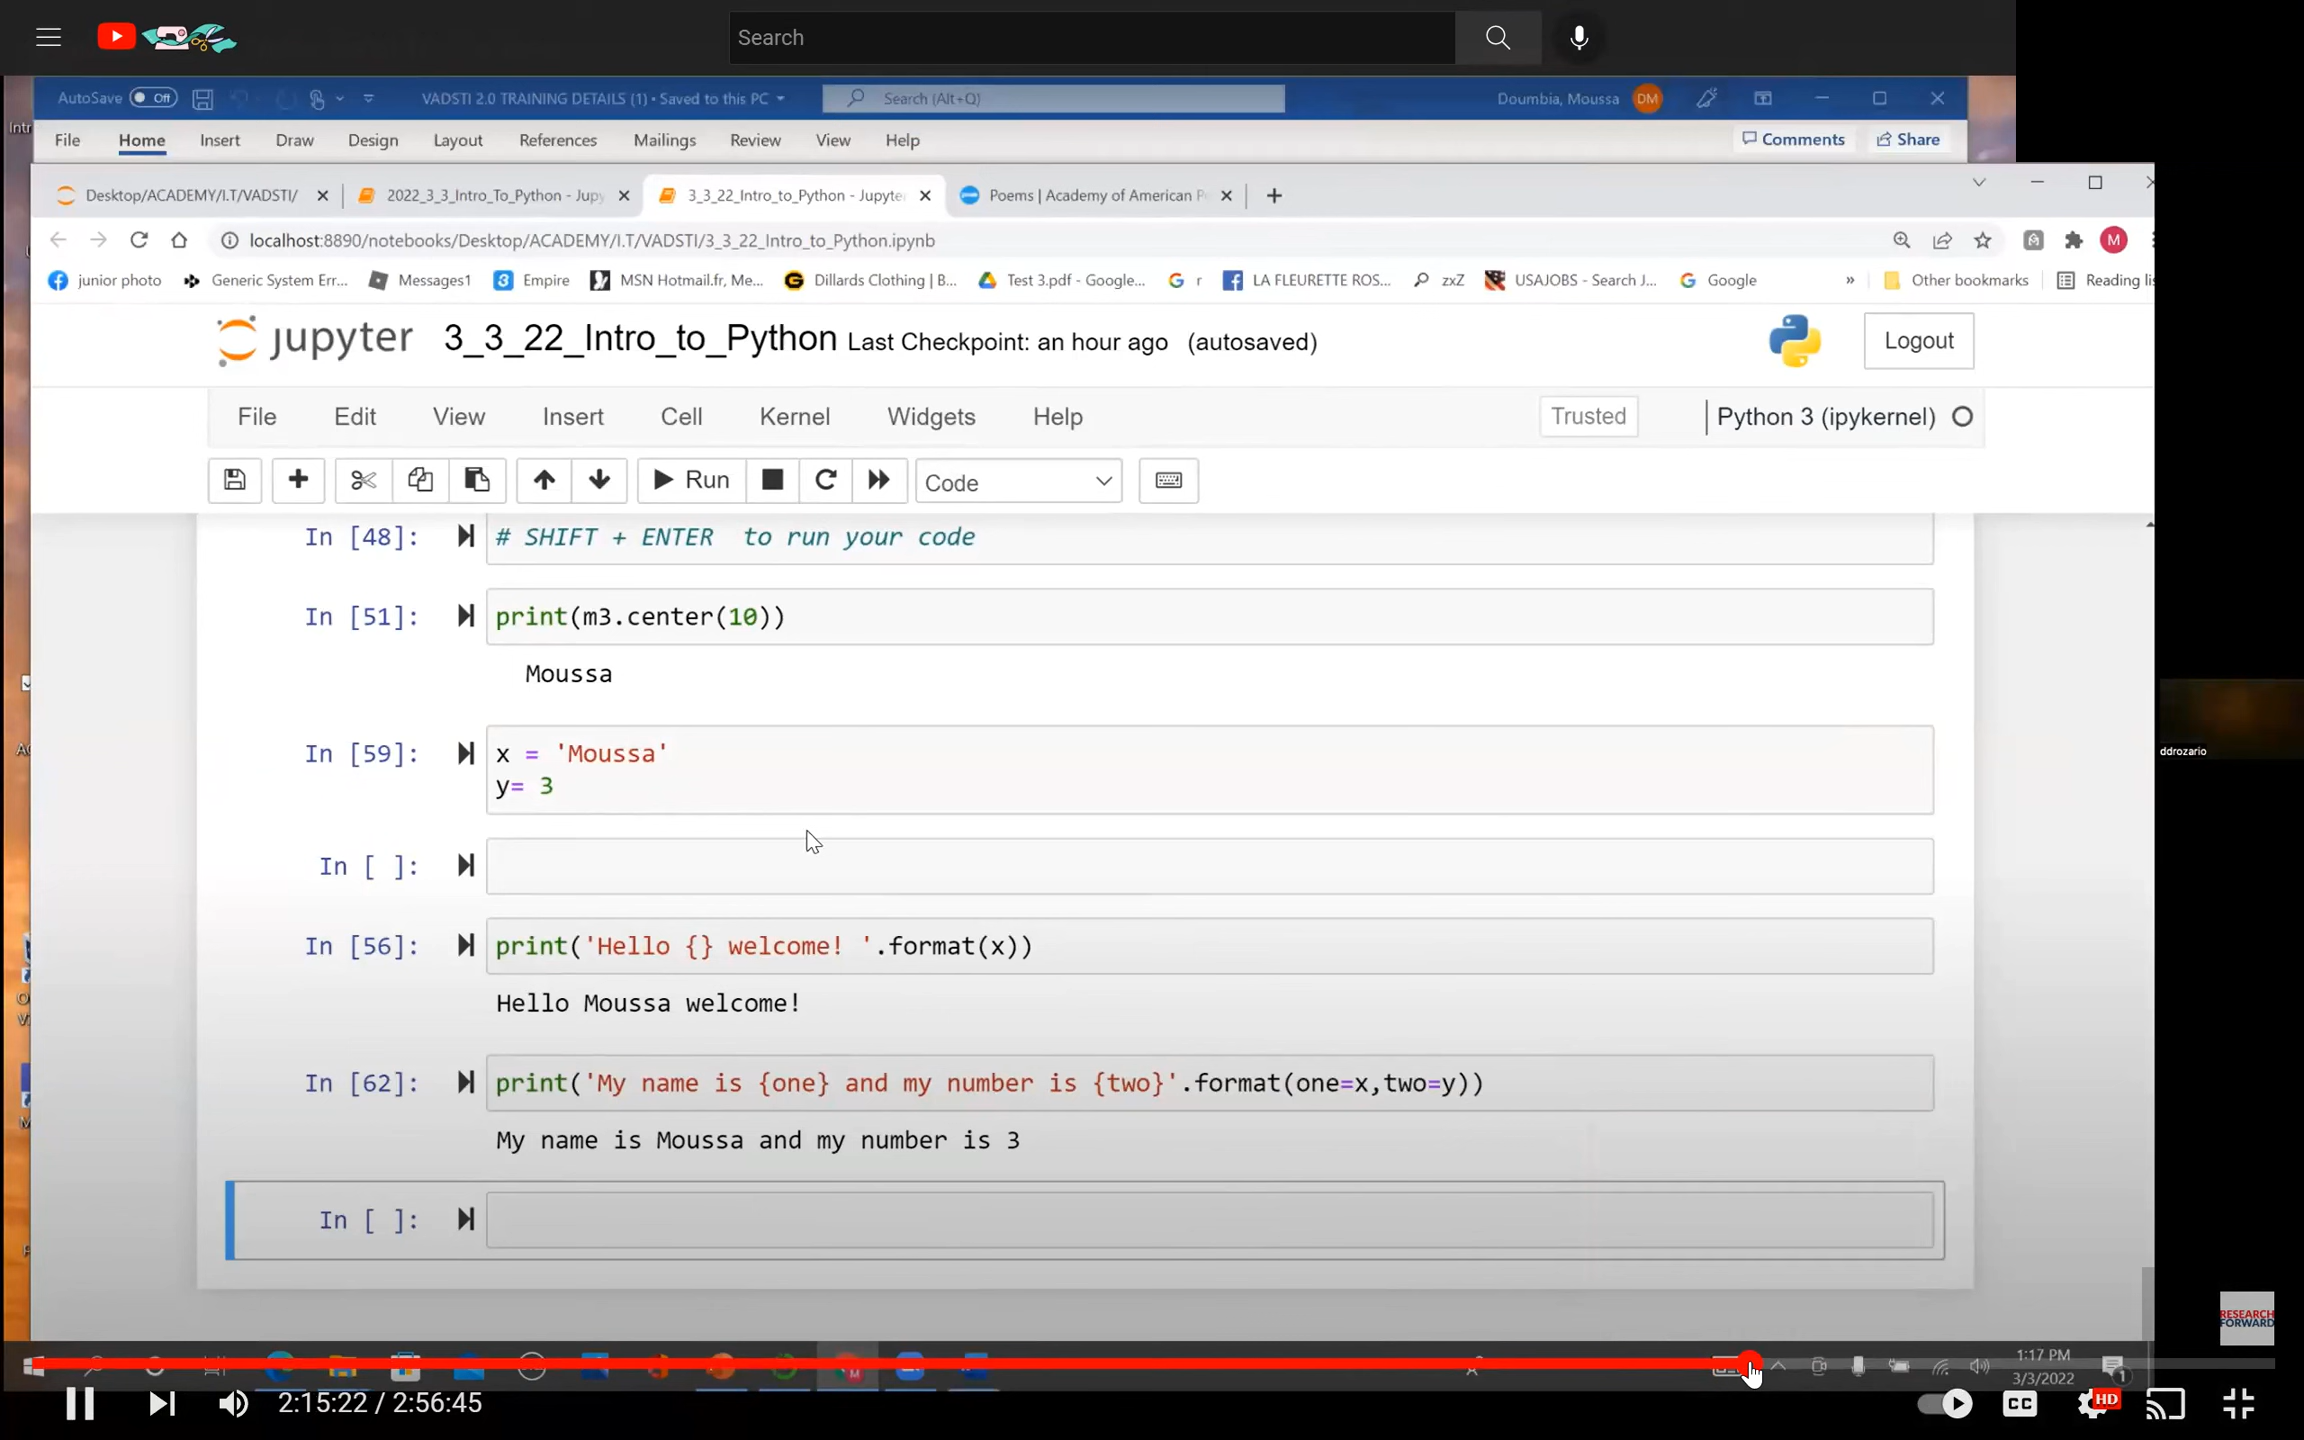 Search
AutoSave Off VADSTI 2.0 TRAINING DETAILS (1) • Saved to this PC Search (Alt+Q) Doumbia, Moussa DM
File Home Insert Draw Design Layout References Mailings Review View Help Comments Share
Desktop/ACADEMY/I.T/VADSTI/ 2022_3_3_Intro_To_Python - Jupy 3_3_22_Intro_to_Python - Jupyte Poems | Academy of American P
localhost:8890/notebooks/Desktop/ACADEMY/I.T/VADSTI/3_3_22_Intro_to_Python.ipynb M
junior photo Generic System Err... Messages1 Empire MSN Hotmail.fr, Me... Dillards Clothing | B... Test 3.pdf - Google... r LA FLEURETTE ROS... zxZ USAJOBS - Search J... Google » Other bookmarks Reading lis
jupyter 3_3_22_Intro_to_Python Last Checkpoint: an hour ago (autosaved) Logout
File Edit View Insert Cell Kernel Widgets Help Trusted Python 3 (ipykernel)
Run Code
In [48]: # SHIFT + ENTER  to run your code
In [51]: print(m3.center(10))
Moussa
In [59]: x = 'Moussa'
y= 3
In [ ]:
In [56]: print('Hello {} welcome! '.format(x))
Hello Moussa welcome!
In [62]: print('My name is {one} and my number is {two}'.format(one=x,two=y))
My name is Moussa and my number is 3
In [ ]:
ddrozario
RESEARCH
FORWARD
1:17 PM
3/3/2022
2:15:22 / 2:56:45 CC HD